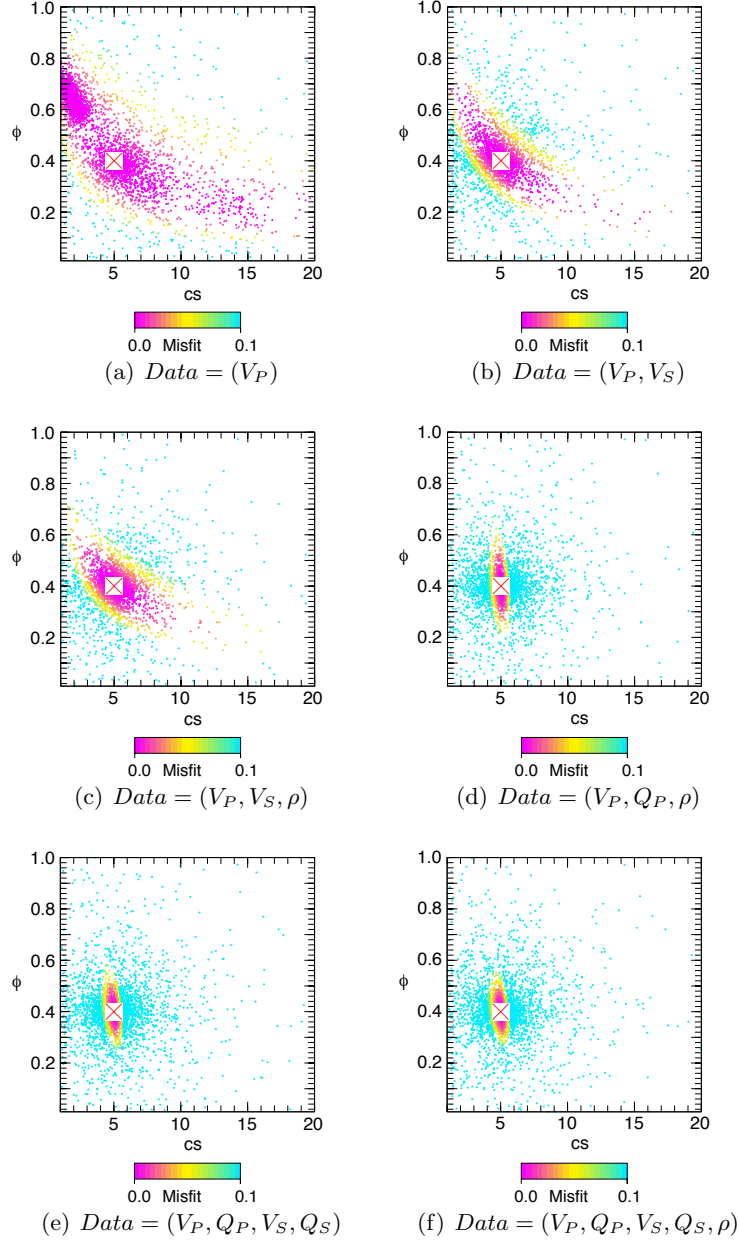 1.0
0.8
0.6
ϕ
0.4
0.2
5 10 15 20
cs
0.0 Misfit 0.1
(a) Data = (V_P)
1.0
0.8
0.6
ϕ
0.4
0.2
5 10 15 20
cs
0.0 Misfit 0.1
(b) Data = (V_P, V_S)
1.0
0.8
0.6
ϕ
0.4
0.2
5 10 15 20
cs
0.0 Misfit 0.1
(c) Data = (V_P, V_S, ρ)
1.0
0.8
0.6
ϕ
0.4
0.2
5 10 15 20
cs
0.0 Misfit 0.1
(d) Data = (V_P, Q_P, ρ)
1.0
0.8
0.6
ϕ
0.4
0.2
5 10 15 20
cs
0.0 Misfit 0.1
(e) Data = (V_P, Q_P, V_S, Q_S)
1.0
0.8
0.6
ϕ
0.4
0.2
5 10 15 20
cs
0.0 Misfit 0.1
(f) Data = (V_P, Q_P, V_S, Q_S, ρ)